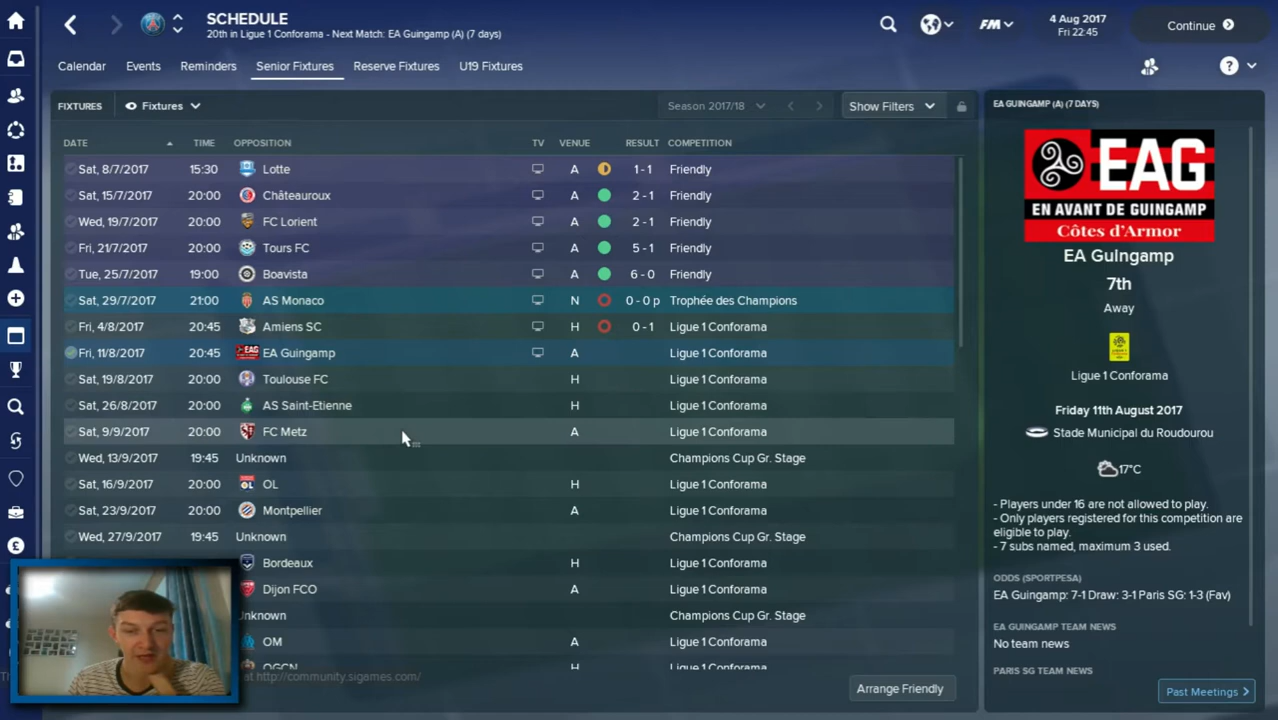 SCHEDULE
20th in Ligue 1 Conforama - Next Match: EA Guingamp (A) (7 days)
FM
4 Aug 2017
Fri 22:45
Continue
Calendar Events Reminders Senior Fixtures Reserve Fixtures U19 Fixtures
?
FIXTURES Fixtures Season 2017/18 Show Filters
DATE TIME OPPOSITION TV VENUE RESULT COMPETITION
Sat, 8/7/2017 15:30 Lotte A 1 - 1 Friendly
Sat, 15/7/2017 20:00 Châteauroux A 2 - 1 Friendly
Wed, 19/7/2017 20:00 FC Lorient A 2 - 1 Friendly
Fri, 21/7/2017 20:00 Tours FC A 5 - 1 Friendly
Tue, 25/7/2017 19:00 Boavista A 6 - 0 Friendly
Sat, 29/7/2017 21:00 AS Monaco N 0 - 0 p Trophée des Champions
Fri, 4/8/2017 20:45 Amiens SC H 0 - 1 Ligue 1 Conforama
Fri, 11/8/2017 20:45 EA Guingamp A Ligue 1 Conforama
Sat, 19/8/2017 20:00 Toulouse FC H Ligue 1 Conforama
Sat, 26/8/2017 20:00 AS Saint-Etienne H Ligue 1 Conforama
Sat, 9/9/2017 20:00 FC Metz A Ligue 1 Conforama
Wed, 13/9/2017 19:45 Unknown Champions Cup Gr. Stage
Sat, 16/9/2017 20:00 OL H Ligue 1 Conforama
Sat, 23/9/2017 20:00 Montpellier A Ligue 1 Conforama
Wed, 27/9/2017 19:45 Unknown Champions Cup Gr. Stage
Bordeaux H Ligue 1 Conforama
Dijon FCO A Ligue 1 Conforama
Unknown Champions Cup Gr. Stage
OM A Ligue 1 Conforama
OGCN H Ligue 1 Conforama
at http://community.sigames.com/
Arrange Friendly
EA GUINGAMP (A) (7 DAYS)
EAG
EN AVANT DE GUINGAMP
Côtes d'Armor
EA Guingamp
7th
Away
Ligue 1 Conforama
Friday 11th August 2017
Stade Municipal du Roudourou
17°C
- Players under 16 are not allowed to play.
- Only players registered for this competition are
eligible to play.
- 7 subs named, maximum 3 used.
ODDS (SPORTPESA)
EA Guingamp: 7-1 Draw: 3-1 Paris SG: 1-3 (Fav)
EA GUINGAMP TEAM NEWS
No team news
PARIS SG TEAM NEWS
Past Meetings